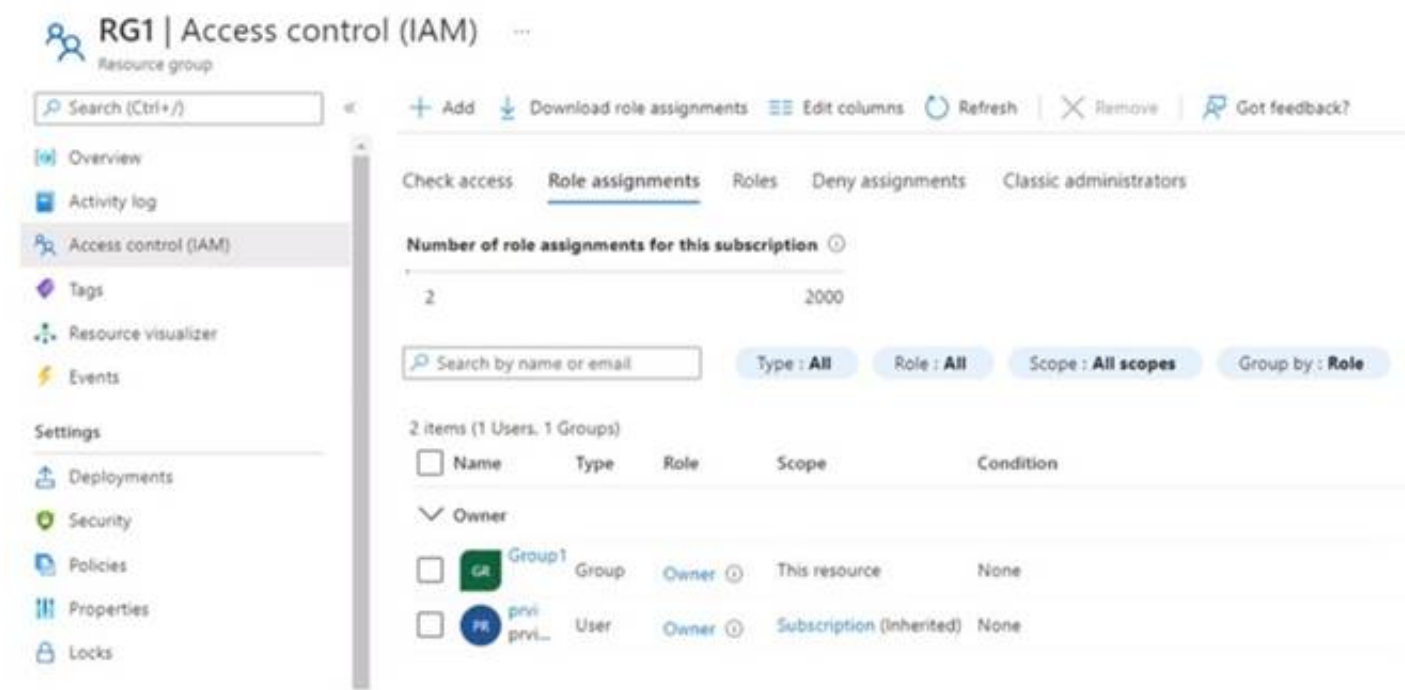 RG1 | Access control (IAM) ...
Resource group
Search (Ctrl+/)
«
Add
Download role assignments
Edit columns
Refresh
Remove
Got feedback?
Overview
Activity log
Access control (IAM)
Tags
Resource visualizer
Events
Settings
Deployments
Security
Policies
Properties
Locks
Check access Role assignments Roles Deny assignments Classic administrators
Number of role assignments for this subscription
2 2000
Search by name or email
Type : All
Role : All
Scope : All scopes
Group by : Role
2 items (1 Users, 1 Groups)
Name Type Role Scope Condition
Owner
GR Group1 Group Owner This resource None
PR prvi User Owner Subscription (Inherited) None
prvi...